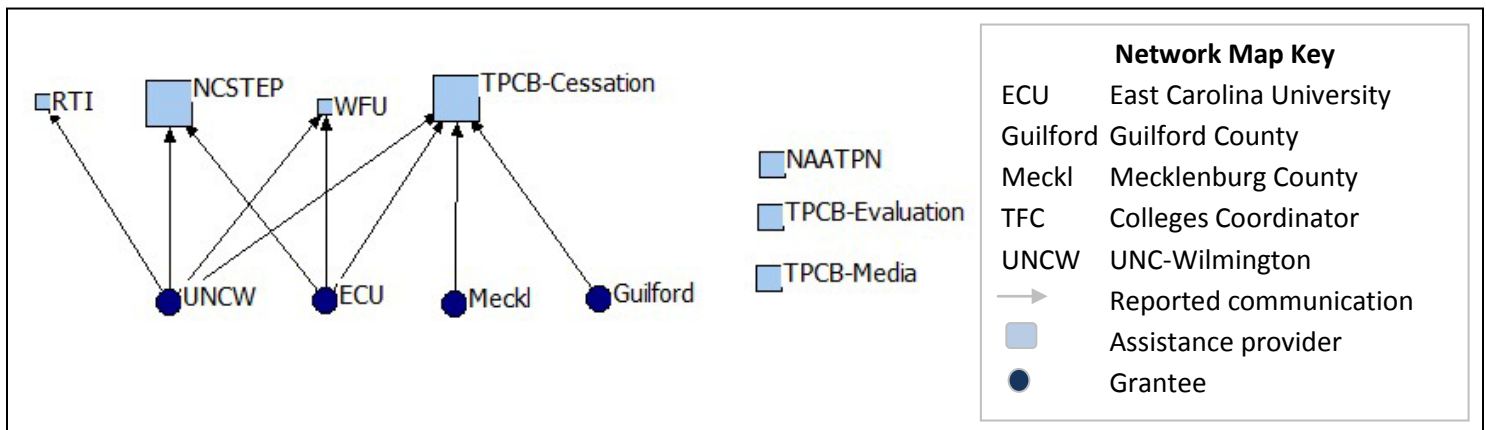 RTI
NCSTEP
WFU
TPCB-Cessation
NAATPN
TPCB-Evaluation
TPCB-Media
UNCW
ECU
Meckl
Guilford
Network Map Key
ECU East Carolina University
Guilford Guilford County
Meckl Mecklenburg County
TFC Colleges Coordinator
UNCW UNC-Wilmington
Reported communication
Assistance provider
Grantee